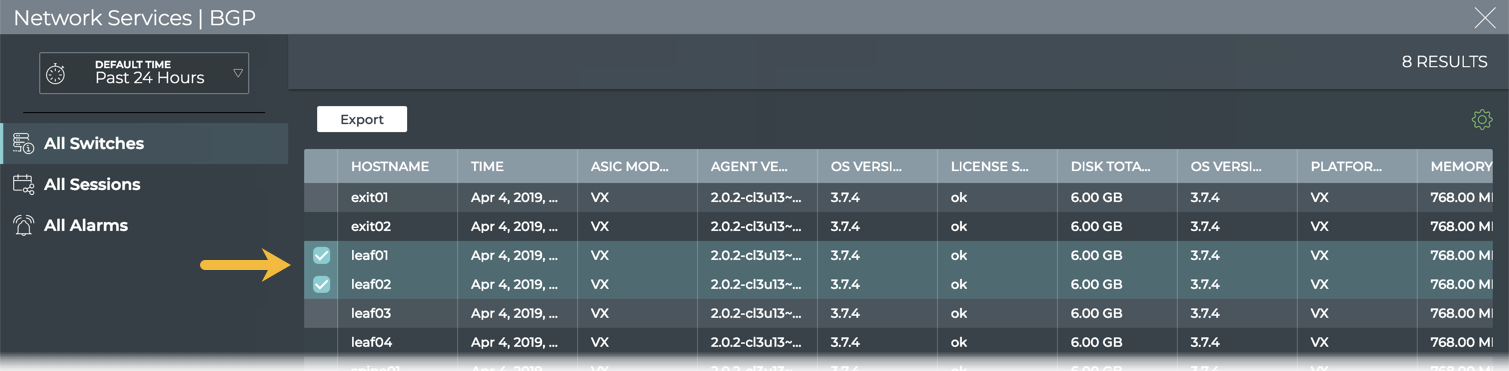 Network Services | BGP
DEFAULT TIME
Past 24 Hours
8 RESULTS
All Switches
All Sessions
All Alarms
Export
HOSTNAME TIME ASIC MOD... AGENT VE... OS VERSI... LICENSE S... DISK TOTA... OS VERSI... PLATFOR... MEMORY
exit01 Apr 4, 2019, ... VX 2.0.2-cl3u13~... 3.7.4 ok 6.00 GB 3.7.4 VX 768.00 M
exit02 Apr 4, 2019, ... VX 2.0.2-cl3u13~... 3.7.4 ok 6.00 GB 3.7.4 VX 768.00 M
leaf01 Apr 4, 2019, ... VX 2.0.2-cl3u13~... 3.7.4 ok 6.00 GB 3.7.4 VX 768.00 M
leaf02 Apr 4, 2019, ... VX 2.0.2-cl3u13~... 3.7.4 ok 6.00 GB 3.7.4 VX 768.00 M
leaf03 Apr 4, 2019, ... VX 2.0.2-cl3u13~... 3.7.4 ok 6.00 GB 3.7.4 VX 768.00 M
leaf04 Apr 4, 2019, ... VX 2.0.2-cl3u13~... 3.7.4 ok 6.00 GB 3.7.4 VX 768.00 M